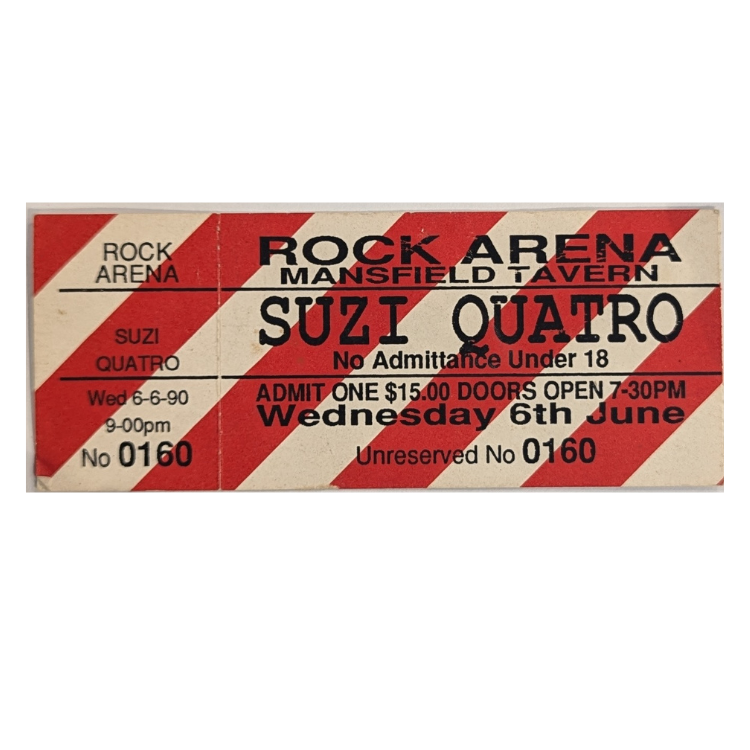 ROCK
ARENA
SUZI
QUATRO
Wed 6-6-90
9-00pm
No 0160
ROCK ARENA
MANSFIELD TAVERN
SUZI QUATRO
No Admittance Under 18
ADMIT ONE $15.00 DOORS OPEN 7-30PM
Wednesday 6th June
Unreserved No 0160